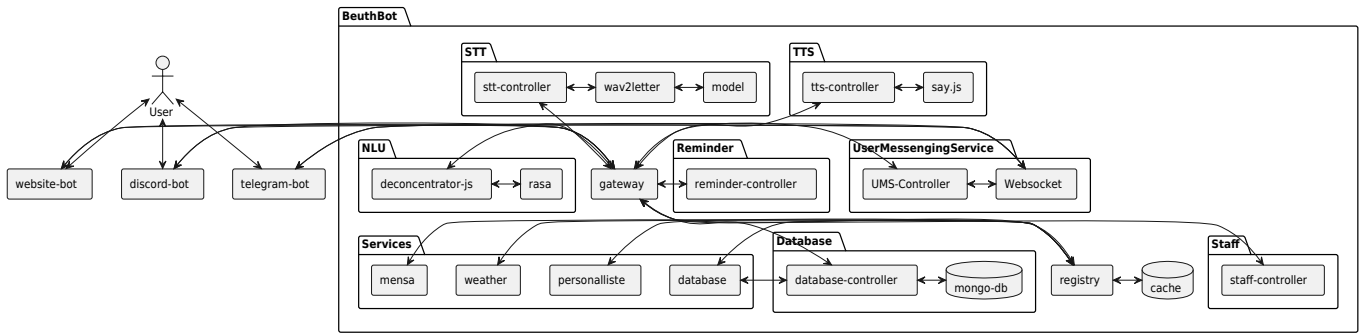 BeuthBot
STT
TTS
stt-controller
wav2letter
model
tts-controller
say.js
User
NLU
Reminder
UserMessengingService
website-bot
discord-bot
telegram-bot
deconcentrator-js
rasa
gateway
reminder-controller
UMS-Controller
Websocket
Services
Database
Staff
mensa
weather
personalliste
database
database-controller
mongo-db
registry
cache
staff-controller